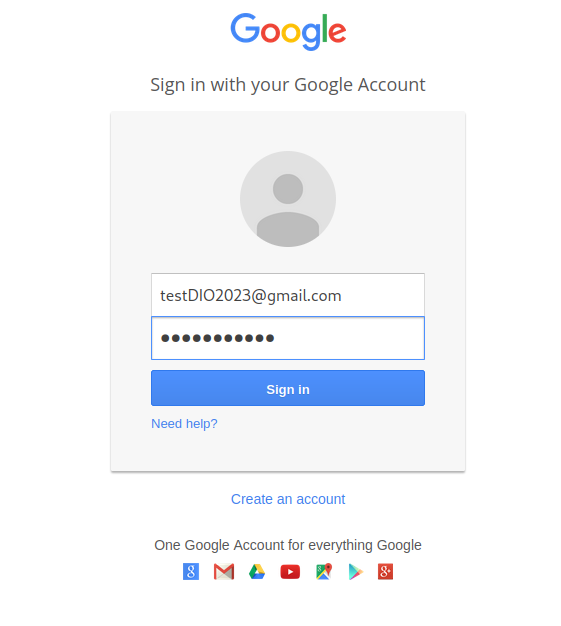 Google
Sign in with your Google Account
testDIO2023@gmail.com
●●●●●●●●●●●
Sign in
Need help?
Create an account
One Google Account for everything Google